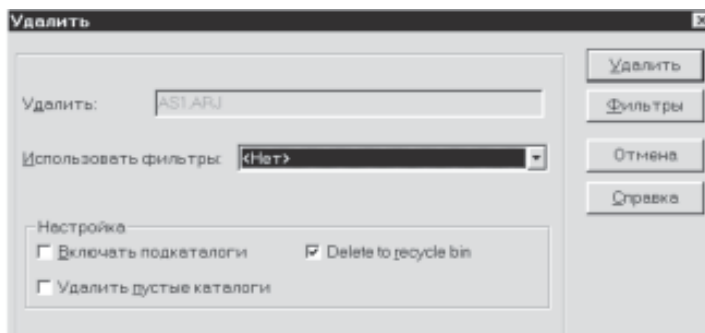 Удалить
Удалить
Удалить: AS1.ARJ
Фильтры
Использовать фильтры: <Нет>
Отмена
Справка
Настройка
Включать подкаталоги
Delete to recycle bin
Удалить пустые каталоги